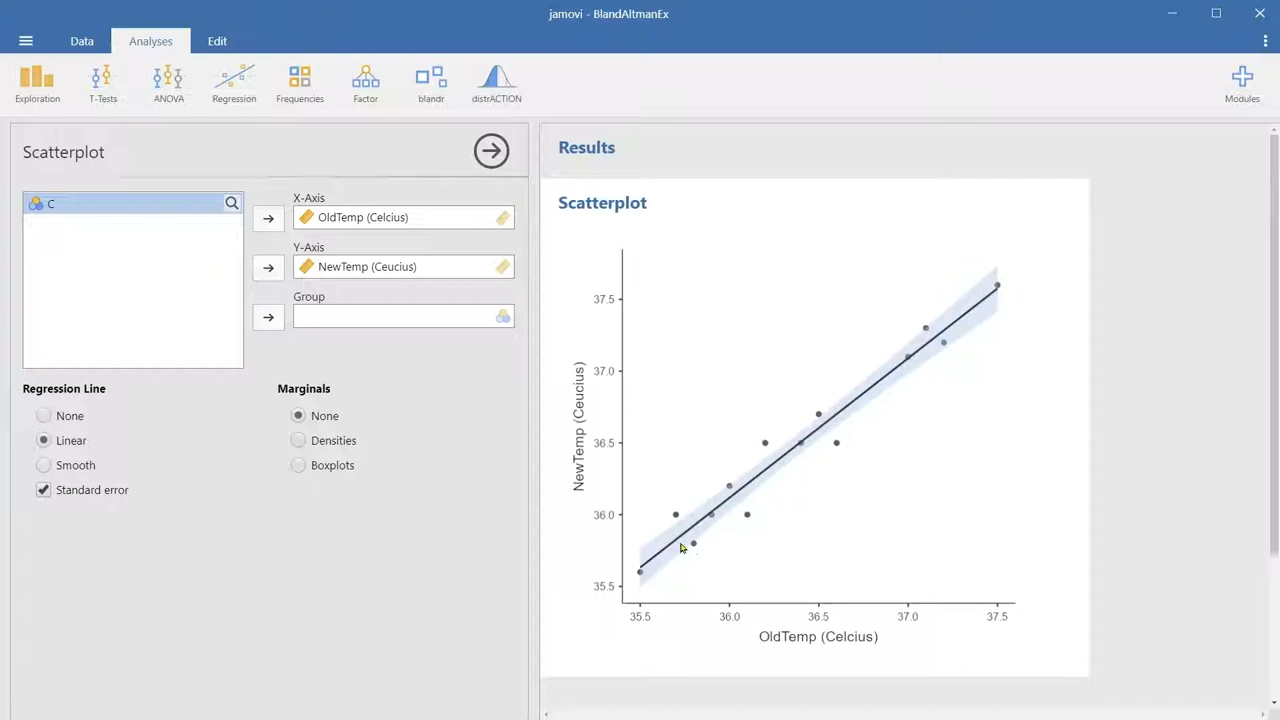 jamovi - BlandAltmanEx
Data Analyses Edit
Exploration T-Tests ANOVA Regression Frequencies Factor blandr distrACTION Modules
Scatterplot
C
X-Axis
OldTemp (Celcius)
Y-Axis
NewTemp (Ceucius)
Group
Regression Line
None
Linear
Smooth
Standard error
Marginals
None
Densities
Boxplots
Results
Scatterplot
NewTemp (Ceucius)
37.5
37.0
36.5
36.0
35.5
35.5 36.0 36.5 37.0 37.5
OldTemp (Celcius)